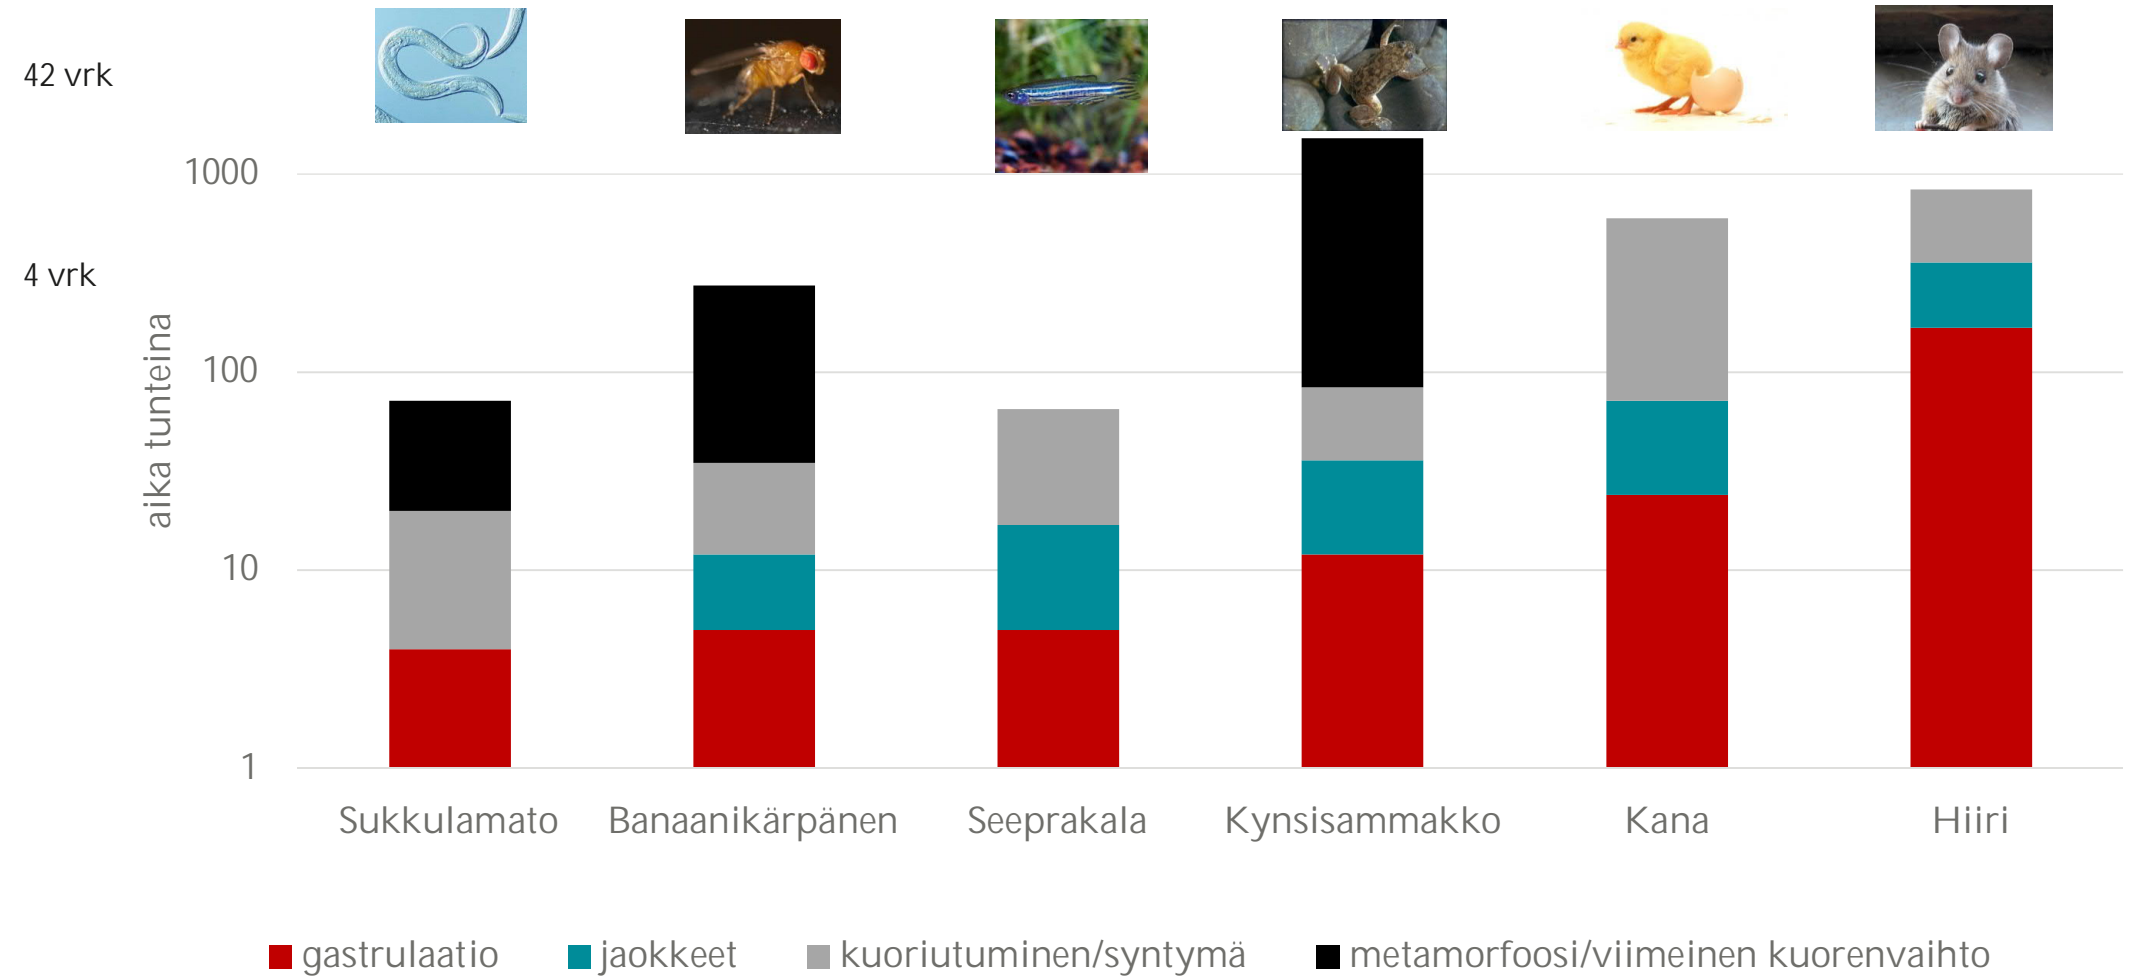 42 vrk
1000
4 vrk
100
aika tunteina
10
1
Sukkulamato Banaanikärpänen Seeprakala Kynsisammakko Kana Hiiri
gastrulaatio jaokkeet kuoriutuminen/syntymä metamorfoosi/viimeinen kuorenvaihto